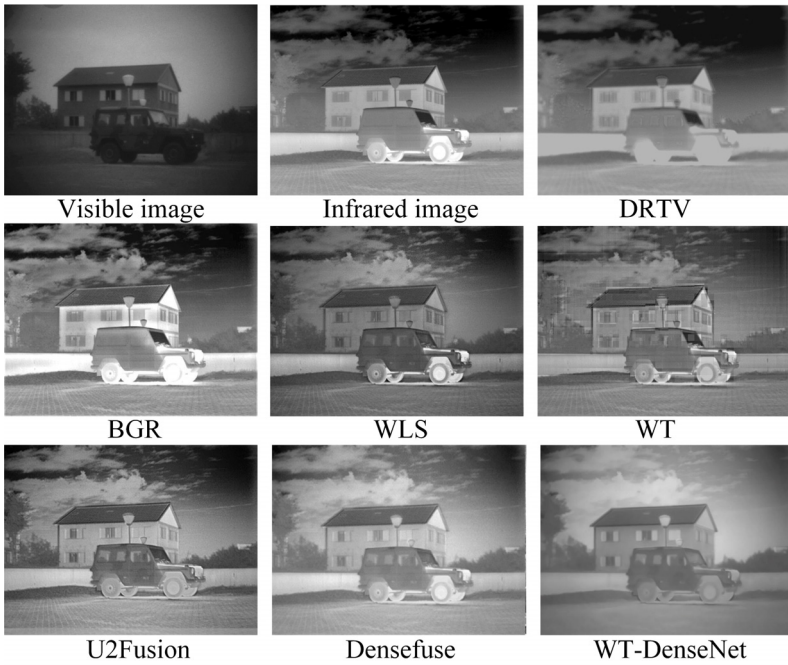 Visible image
Infrared image
DRTV
BGR
WLS
WT
U2Fusion
Densefuse
WT-DenseNet